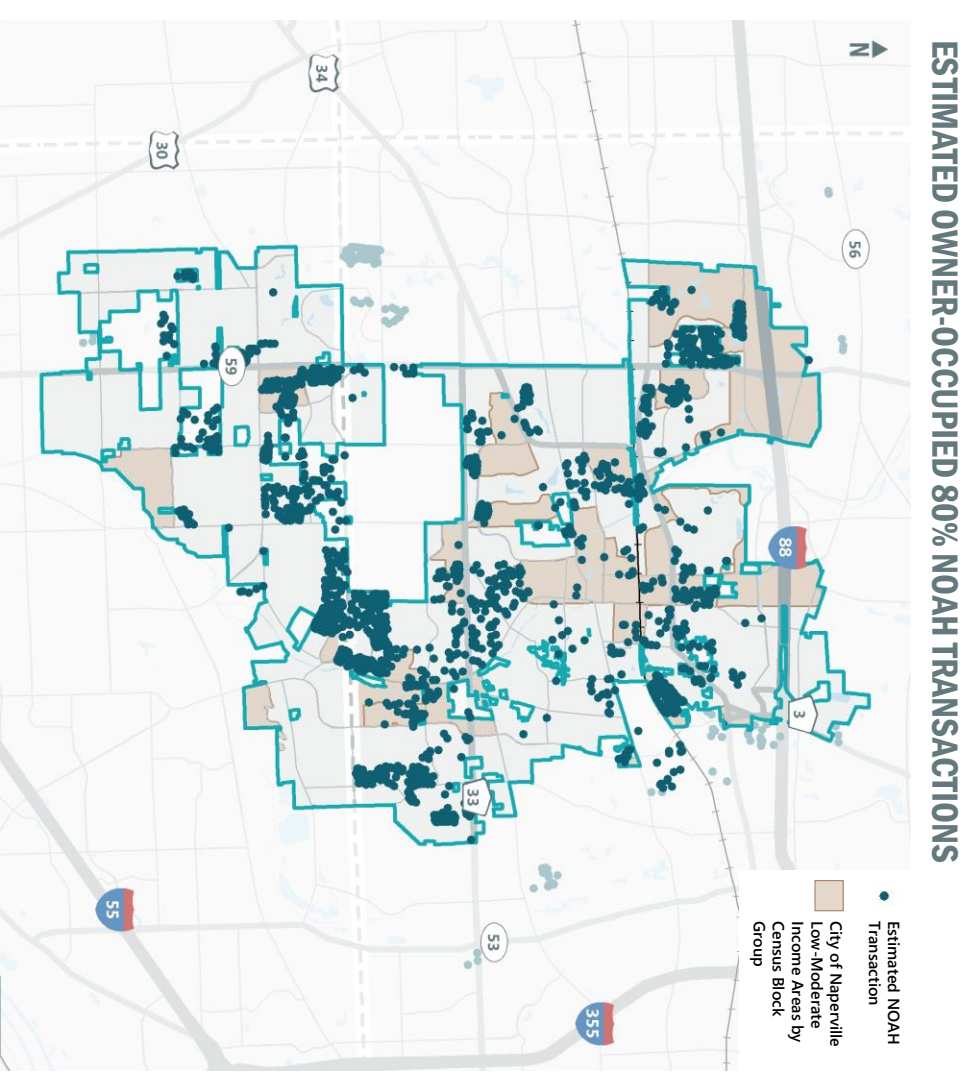 ESTIMATED OWNER-OCCUPIED 80% NOAH TRANSACTIONS
N
56
88
3
34
30
59
33
53
55
355
Estimated NOAH
Transaction
City of Naperville
Low-Moderate
Income Areas by
Census Block
Group